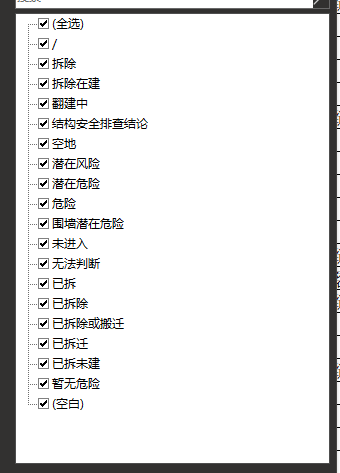 (全选)
/
拆除
拆除在建
翻建中
结构安全排查结论
空地
潜在风险
潜在危险
危险
围墙潜在危险
未进入
无法判断
已拆
已拆除
已拆除或搬迁
已拆迁
已拆未建
暂无危险
(空白)